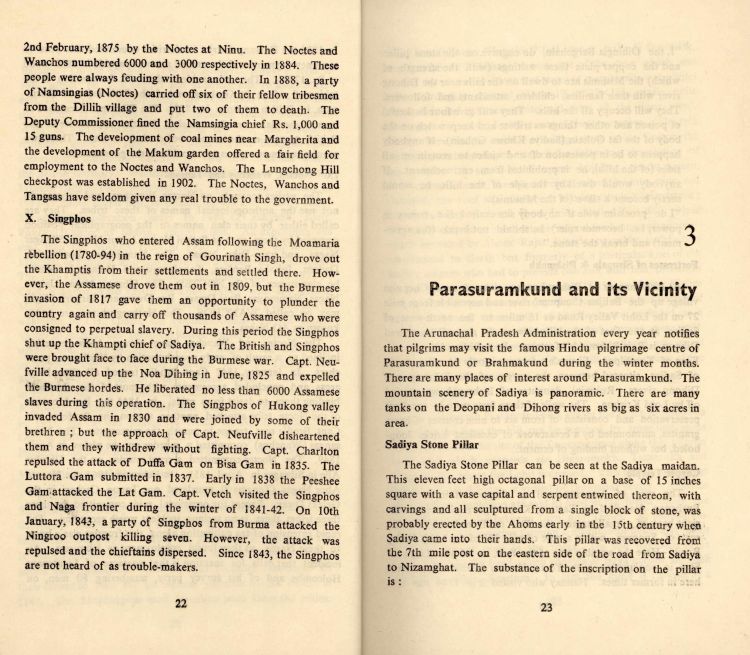 2nd February, 1875 by the Noctes at Ninu. The Noctes and
Wanchos numbered 6000 and 3000 respectively in 1884. These
people were always feuding with one another. In 1888, a party
of Namsingias (Noctes) carried off six of their fellow tribesmen
from the Dillih village and put two of them to death. The
Deputy Commissioner fined the Namsingia chief Rs. 1,000 and
15 guns. The development of coal mines near Margherita and
the development of the Makum garden offered a fair field for
employment to the Noctes and Wanchos. The Lungchong Hill
checkpost was established in 1902. The Noctes, Wanchos and
Tangsas have seldom given any real trouble to the government.
X. Singphos
The Singphos who entered Assam following the Moamaria
rebellion (1780-94) in the reign of Gourinath Singh, drove out
the Khamptis from their settlements and settled there. How-
ever, the Assamese drove them out in 1809, but the Burmese
invasion of 1817 gave them an opportunity to plunder the
country again and carry off thousands of Assamese who were
consigned to perpetual slavery. During this period the Singphos
shut up the Khampti chief of Sadiya. The British and Singphos
were brought face to face during the Burmese war. Capt. Neu-
fville advanced up the Noa Dihing in June, 1825 and expelled
the Burmese hordes. He liberated no less than 6000 Assamese
slaves during this operation. The Singphos of Hukong valley
invaded Assam in 1830 and were joined by some of their
brethren ; but the approach of Capt. Neufville disheartened
them and they withdrew without fighting. Capt. Charlton
repulsed the attack of Duffa Gam on Bisa Gam in 1835. The
Luttora Gam submitted in 1837. Early in 1838 the Peeshee
Gam attacked the Lat Gam. Capt. Vetch visited the Singphos
and Naga frontier during the winter of 1841-42. On 10th
January, 1843, a party of Singphos from Burma attacked the
Ningroo outpost killing seven. However, the attack was
repulsed and the chieftains dispersed. Since 1843, the Singphos
are not heard of as trouble-makers.
22
3
Parasuramkund and its Vicinity
The Arunachal Pradesh Administration every year notifies
that pilgrims may visit the famous Hindu pilgrimage centre of
Parasuramkund or Brahmakund during the winter months.
There are many places of interest around Parasuramkund. The
mountain scenery of Sadiya is panoramic. There are many
tanks on the Deopani and Dihong rivers as big as six acres in
area.
Sadiya Stone Pillar
The Sadiya Stone Pillar can be seen at the Sadiya maidan.
This eleven feet high octagonal pillar on a base of 15 inches
square with a vase capital and serpent entwined thereon, with
carvings and all sculptured from a single block of stone, was
probably erected by the Ahoms early in the 15th century when
Sadiya came into their hands. This pillar was recovered from
the 7th mile post on the eastern side of the road from Sadiya
to Nizamghat. The substance of the inscription on the pillar
is :
23